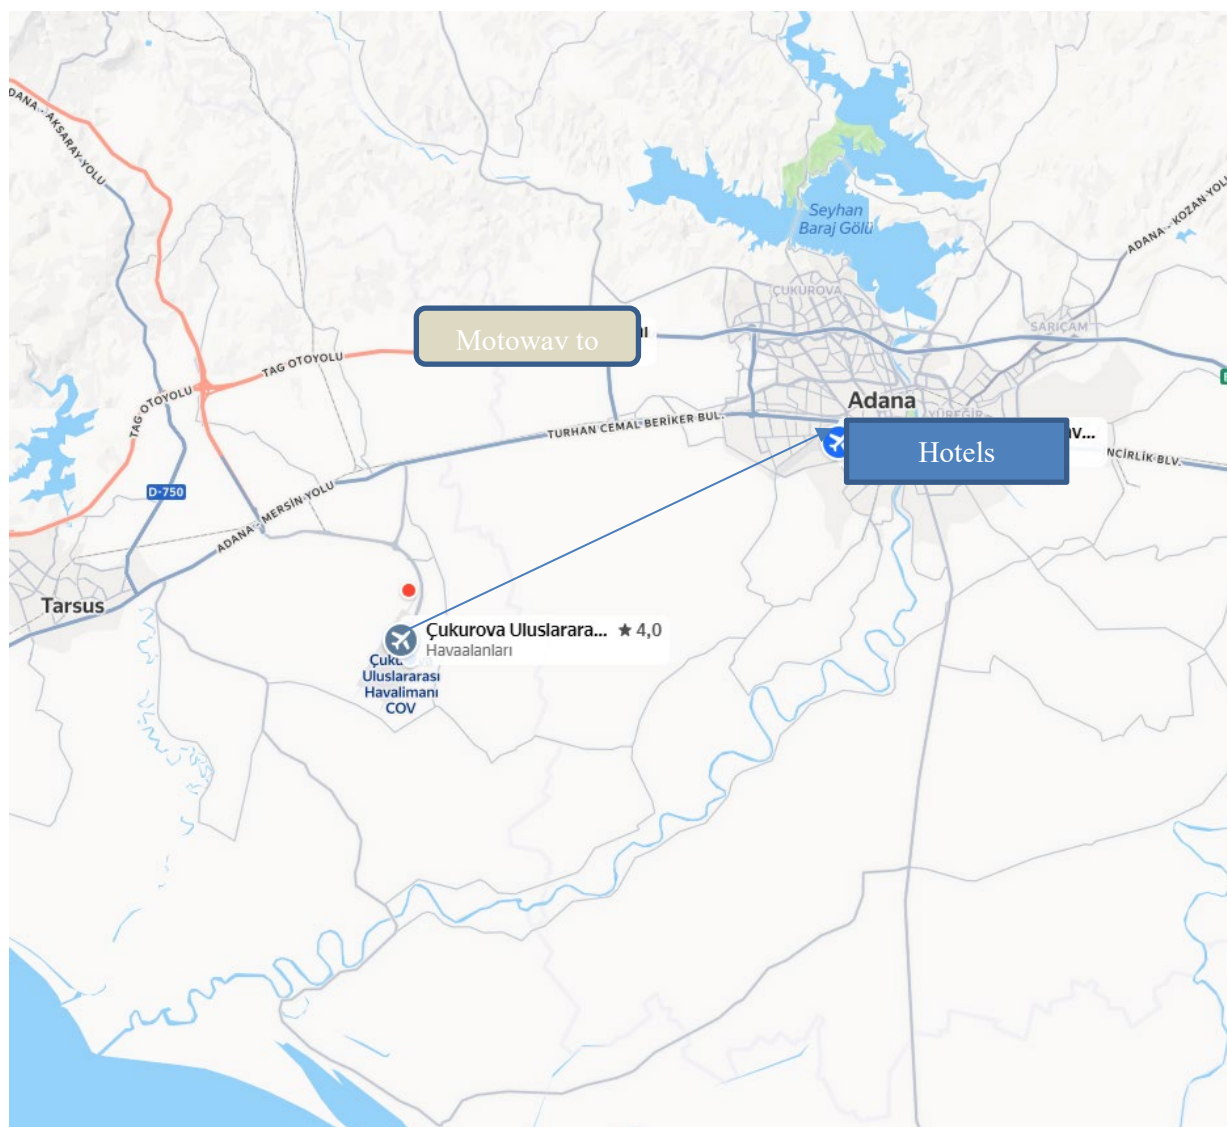 ADANA - AKSARAY YOLU
Seyhan
Baraj Gölü
ADANA - KOZAN YOLU
ÇUKUROVA
SARIÇAM
Motowav to
TAG OTOYOLU
TAG OTOYOLU
Adana
YÜREĞİR
TURHAN CEMAL BERİKER BUL.
Hotels
AV...
NCİRLİK BLV.
D-750
ADANA - MERSİN YOLU
Tarsus
Çukurova Uluslarara... ★ 4,0
Havaalanları
Uluslararası
Havalimanı
COV